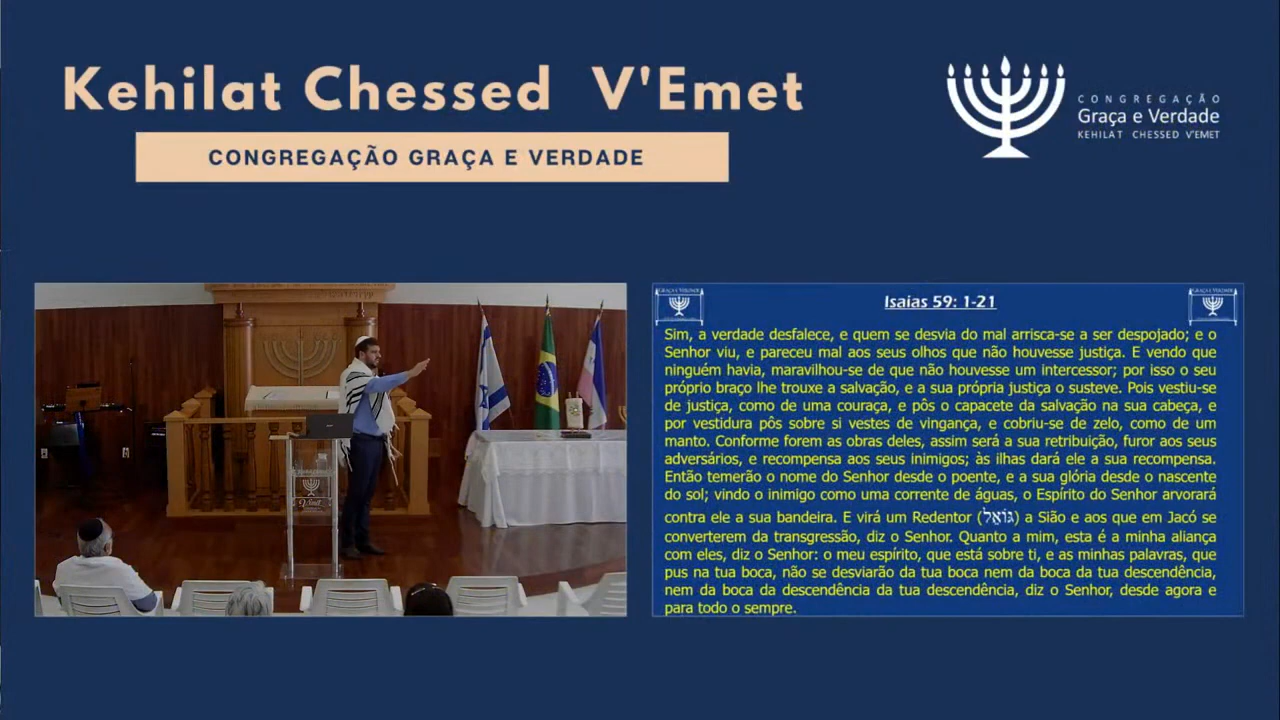 Kehilat Chessed V'Emet
CONGREGAÇÃO GRAÇA E VERDADE
CONGREGAÇÃO
Graça e Verdade
KEHILAT CHESSED V'EMET
GRAÇA E VERDADE
GRAÇA E VERDADE
Isaías 59: 1-21
Sim, a verdade desfalece, e quem se desvia do mal arrisca-se a ser despojado; e o
Senhor viu, e pareceu mal aos seus olhos que não houvesse justiça. E vendo que
ninguém havia, maravilhou-se de que não houvesse um intercessor; por isso o seu
próprio braço lhe trouxe a salvação, e a sua própria justiça o susteve. Pois vestiu-se
de justiça, como de uma couraça, e pôs o capacete da salvação na sua cabeça, e
por vestidura pôs sobre si vestes de vingança, e cobriu-se de zelo, como de um
manto. Conforme forem as obras deles, assim será a sua retribuição, furor aos seus
adversários, e recompensa aos seus inimigos; às ilhas dará ele a sua recompensa.
Então temerão o nome do Senhor desde o poente, e a sua glória desde o nascente
do sol; vindo o inimigo como uma corrente de águas, o Espírito do Senhor arvorará
contra ele a sua bandeira. E virá um Redentor (גּוֹאֵל) a Sião e aos que em Jacó se
converterem da transgressão, diz o Senhor. Quanto a mim, esta é a minha aliança
com eles, diz o Senhor: o meu espírito, que está sobre ti, e as minhas palavras, que
pus na tua boca, não se desviarão da tua boca nem da boca da tua descendência,
nem da boca da descendência da tua descendência, diz o Senhor, desde agora e
para todo o sempre.